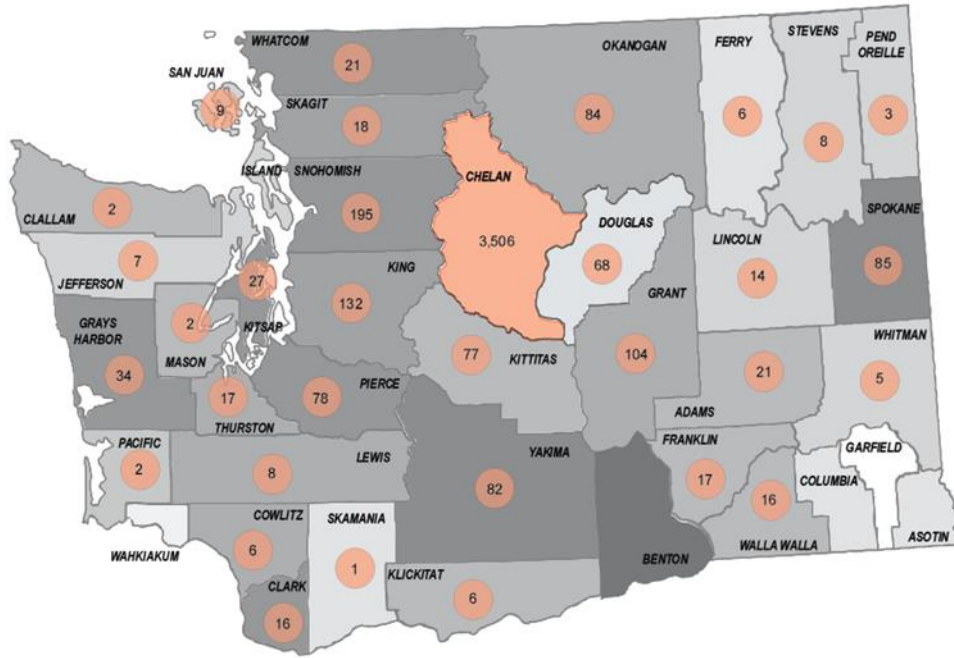 WHATCOM
21
SAN JUAN
9
SKAGIT
18
ISLAND
SNOHOMISH
195
OKANOGAN
84
FERRY
6
STEVENS
8
PEND
OREILLE
3
CHELAN
3,506
DOUGLAS
68
SPOKANE
85
LINCOLN
14
CLALLAM
2
JEFFERSON
7
KING
132
27
KITSAP
GRAYS
HARBOR
34
2
MASON
17
THURSTON
PIERCE
78
77
KITTITAS
GRANT
104
21
ADAMS
WHITMAN
5
PACIFIC
2
LEWIS
8
YAKIMA
82
FRANKLIN
17
16
WALLA WALLA
COLUMBIA
GARFIELD
ASOTIN
BENTON
WAHKIAKUM
COWLITZ
6
SKAMANIA
1
CLARK
16
KLICKITAT
6